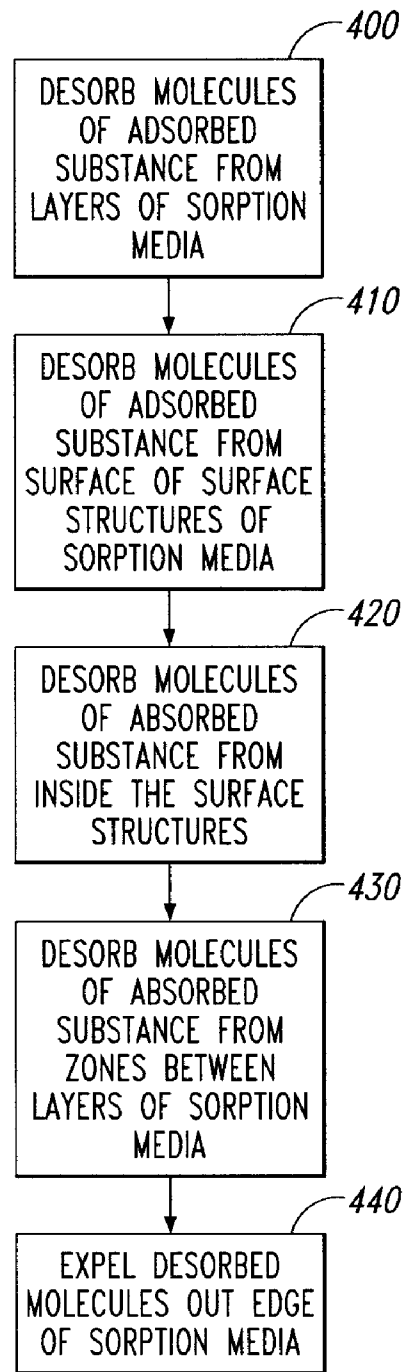 400
DESORB MOLECULES
OF ADSORBED
SUBSTANCE FROM
LAYERS OF SORPTION
MEDIA
410
DESORB MOLECULES
OF ADSORBED
SUBSTANCE FROM
SURFACE OF SURFACE
STRUCTURES OF
SORPTION MEDIA
420
DESORB MOLECULES
OF ABSORBED
SUBSTANCE FROM
INSIDE THE SURFACE
STRUCTURES
430
DESORB MOLECULES
OF ABSORBED
SUBSTANCE FROM
ZONES BETWEEN
LAYERS OF SORPTION
MEDIA
440
EXPEL DESORBED
MOLECULES OUT EDGE
OF SORPTION MEDIA